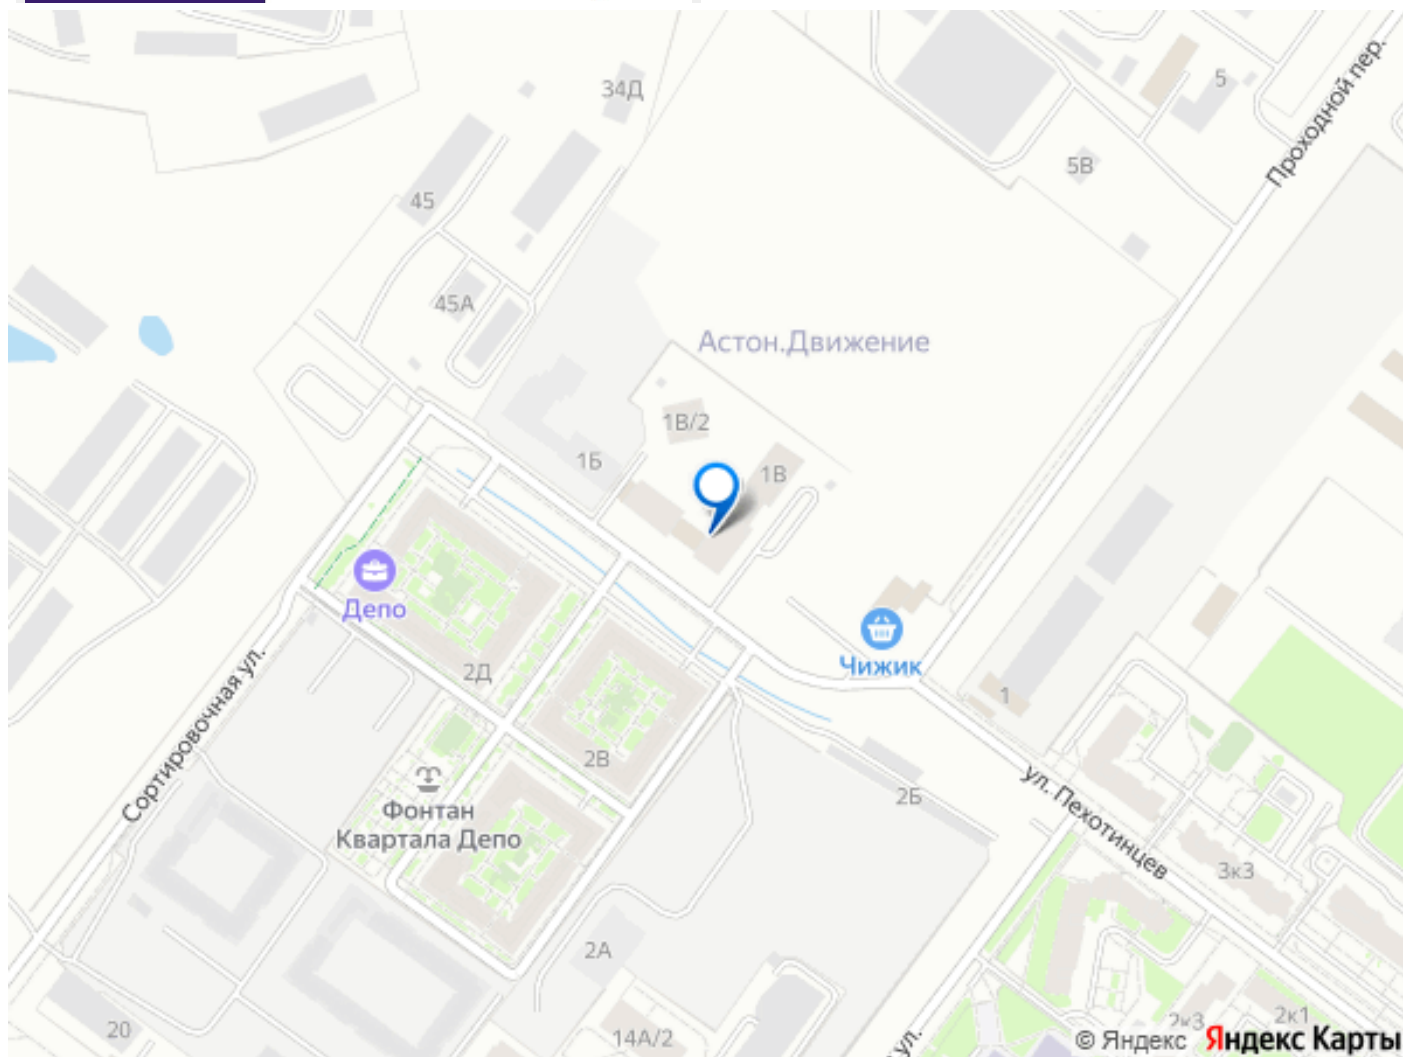 34Д
5
Проходной пер.
5В
45
45А
Астон.Движение
1В/2
1Б
1В
Депо
2Д
Чижик
1
Сортировочная ул.
2В
2Б
ул. Пехотинцев
Фонтан
Квартала Депо
3к3
2А
20
14А/2
ул.
2к3
2к1
© Яндекс Яндекс Карты